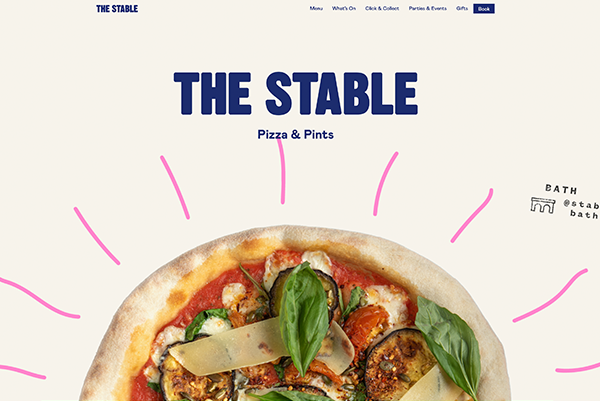 THE STABLE
Menu What's On Click & Collect Parties & Events Gifts Book
THE STABLE
Pizza & Pints
BATH
@stab
bath